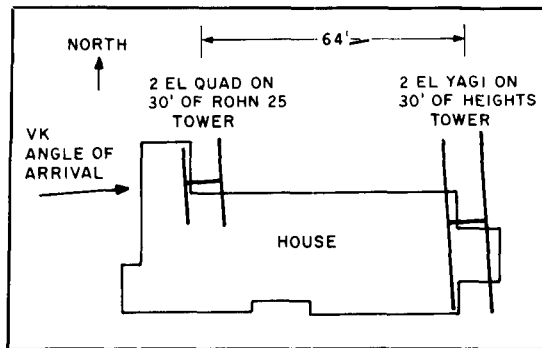 64'
NORTH
2 EL QUAD ON
30' OF ROHN 25
TOWER
2 EL YAGI ON
30' OF HEIGHTS
TOWER
VK
ANGLE OF
ARRIVAL
HOUSE